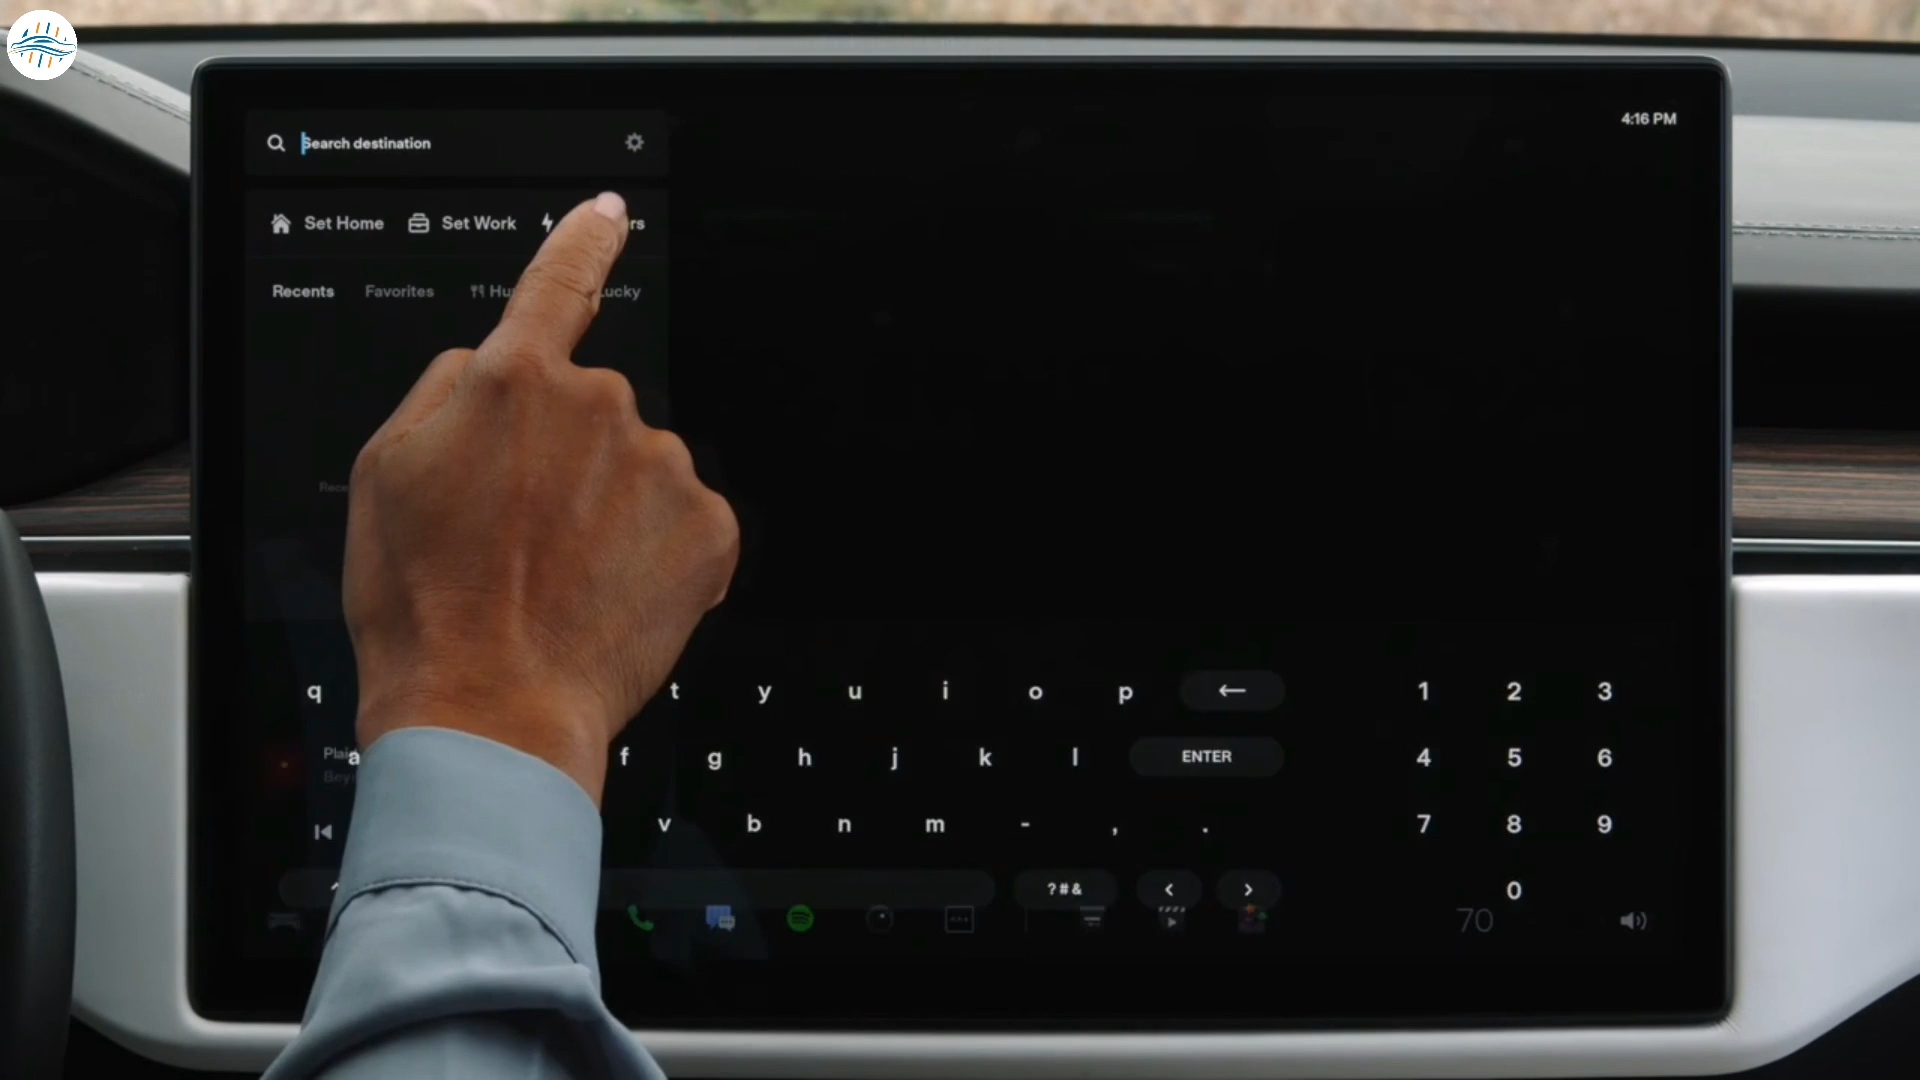 4:16 PM
Search destination
Set Home Set Work
Recents Favorites
q t y u i o p ← 1 2 3
a f g h j k l ENTER 4 5 6
v b n m - , . 7 8 9
?#& < > 0
70